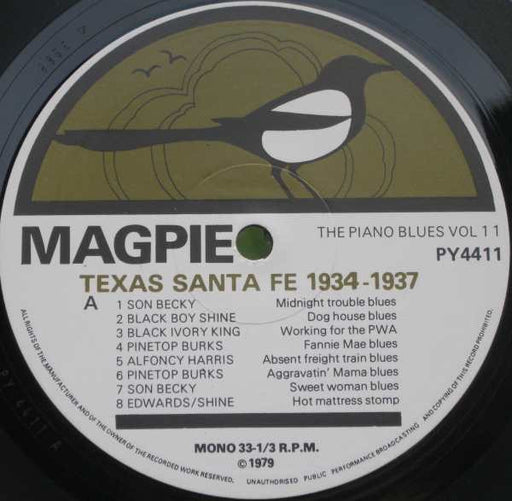 MAGPIE
THE PIANO BLUES VOL 11
PY4411
TEXAS SANTA FE 1934-1937
A
1 SON BECKY Midnight trouble blues
2 BLACK BOY SHINE Dog house blues
3 BLACK IVORY KING Working for the PWA
4 PINETOP BURKS Fannie Mae blues
5 ALFONCY HARRIS Absent freight train blues
6 PINETOP BURKS Aggravatin' Mama blues
7 SON BECKY Sweet woman blues
8 EDWARDS/SHINE Hot mattress stomp
MONO 33-1/3 R.P.M.
©1979
ALL RIGHTS OF THE MANUFACTURER AND OF THE OWNER OF THE RECORDED WORK RESERVED. UNAUTHORISED PUBLIC PERFORMANCE BROADCASTING AND COPYING OF THIS RECORD PROHIBITED.